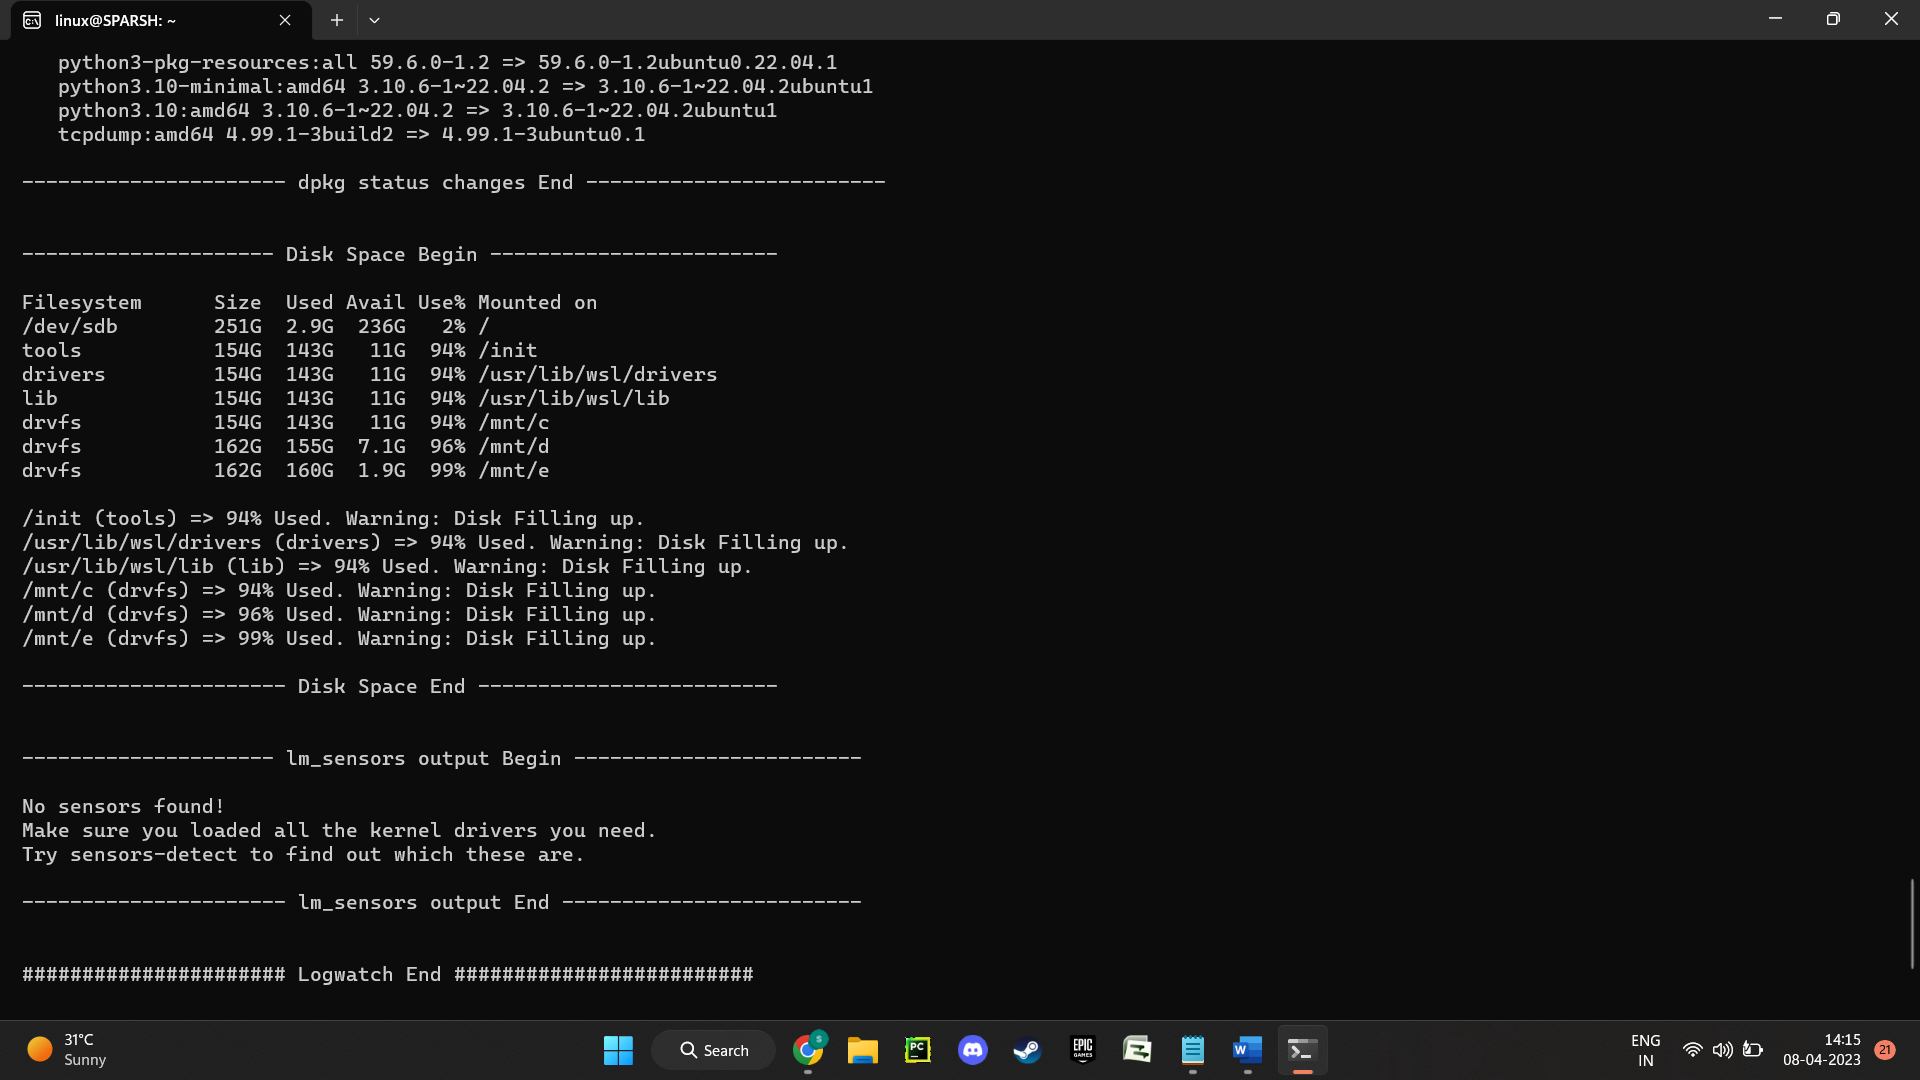 linux@SPARSH: ~
python3-pkg-resources:all 59.6.0-1.2 => 59.6.0-1.2ubuntu0.22.04.1
python3.10-minimal:amd64 3.10.6-1~22.04.2 => 3.10.6-1~22.04.2ubuntu1
python3.10:amd64 3.10.6-1~22.04.2 => 3.10.6-1~22.04.2ubuntu1
tcpdump:amd64 4.99.1-3build2 => 4.99.1-3ubuntu0.1
---------------------- dpkg status changes End -------------------------
--------------------- Disk Space Begin ------------------------
Filesystem      Size  Used Avail Use% Mounted on
/dev/sdb        251G  2.9G  236G   2% /
tools           154G  143G   11G  94% /init
drivers         154G  143G   11G  94% /usr/lib/wsl/drivers
lib             154G  143G   11G  94% /usr/lib/wsl/lib
drvfs           154G  143G   11G  94% /mnt/c
drvfs           162G  155G  7.1G  96% /mnt/d
drvfs           162G  160G  1.9G  99% /mnt/e
/init (tools) => 94% Used. Warning: Disk Filling up.
/usr/lib/wsl/drivers (drivers) => 94% Used. Warning: Disk Filling up.
/usr/lib/wsl/lib (lib) => 94% Used. Warning: Disk Filling up.
/mnt/c (drvfs) => 94% Used. Warning: Disk Filling up.
/mnt/d (drvfs) => 96% Used. Warning: Disk Filling up.
/mnt/e (drvfs) => 99% Used. Warning: Disk Filling up.
---------------------- Disk Space End -------------------------
--------------------- lm_sensors output Begin ------------------------
No sensors found!
Make sure you loaded all the kernel drivers you need.
Try sensors-detect to find out which these are.
---------------------- lm_sensors output End -------------------------
###################### Logwatch End #########################
31°C
Sunny
Search
S
PC
EPIC
GAMES
W
ENG
IN
14:15
08-04-2023
21